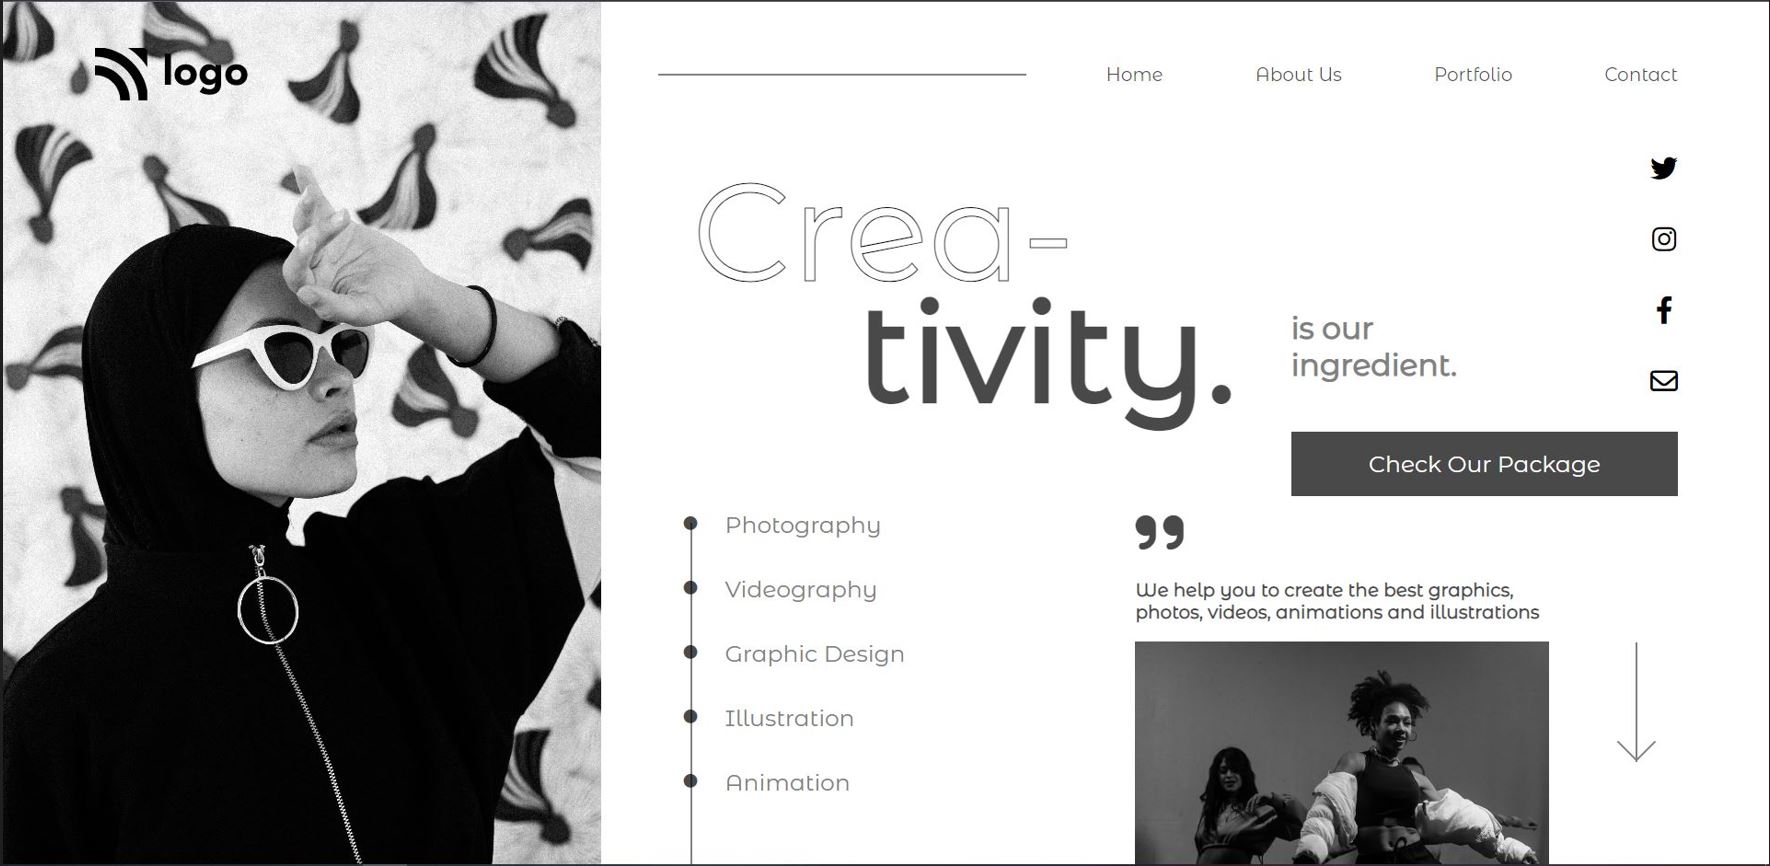 logo
Home About Us Portfolio Contact
Crea-
tivity.
is our
ingredient.
Check Our Package
Photography
Videography
Graphic Design
Illustration
Animation
”
We help you to create the best graphics,
photos, videos, animations and illustrations